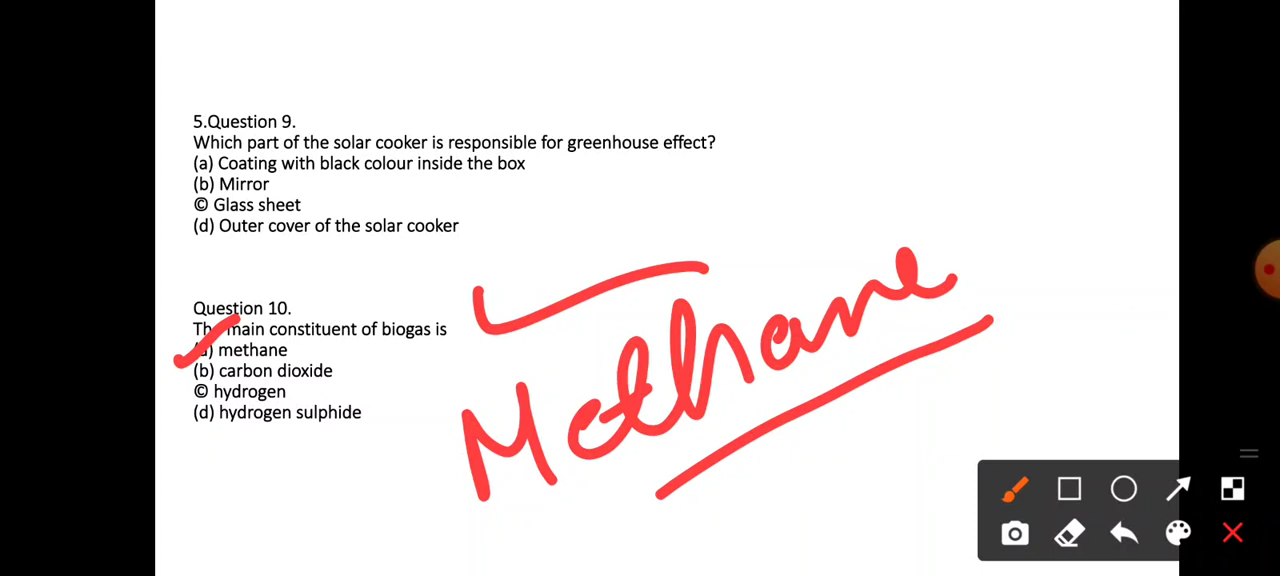 5.Question 9.
Which part of the solar cooker is responsible for greenhouse effect?
(a) Coating with black colour inside the box
(b) Mirror
© Glass sheet
(d) Outer cover of the solar cooker
Question 10.
The main constituent of biogas is
(a) methane
(b) carbon dioxide
© hydrogen
(d) hydrogen sulphide
Methane